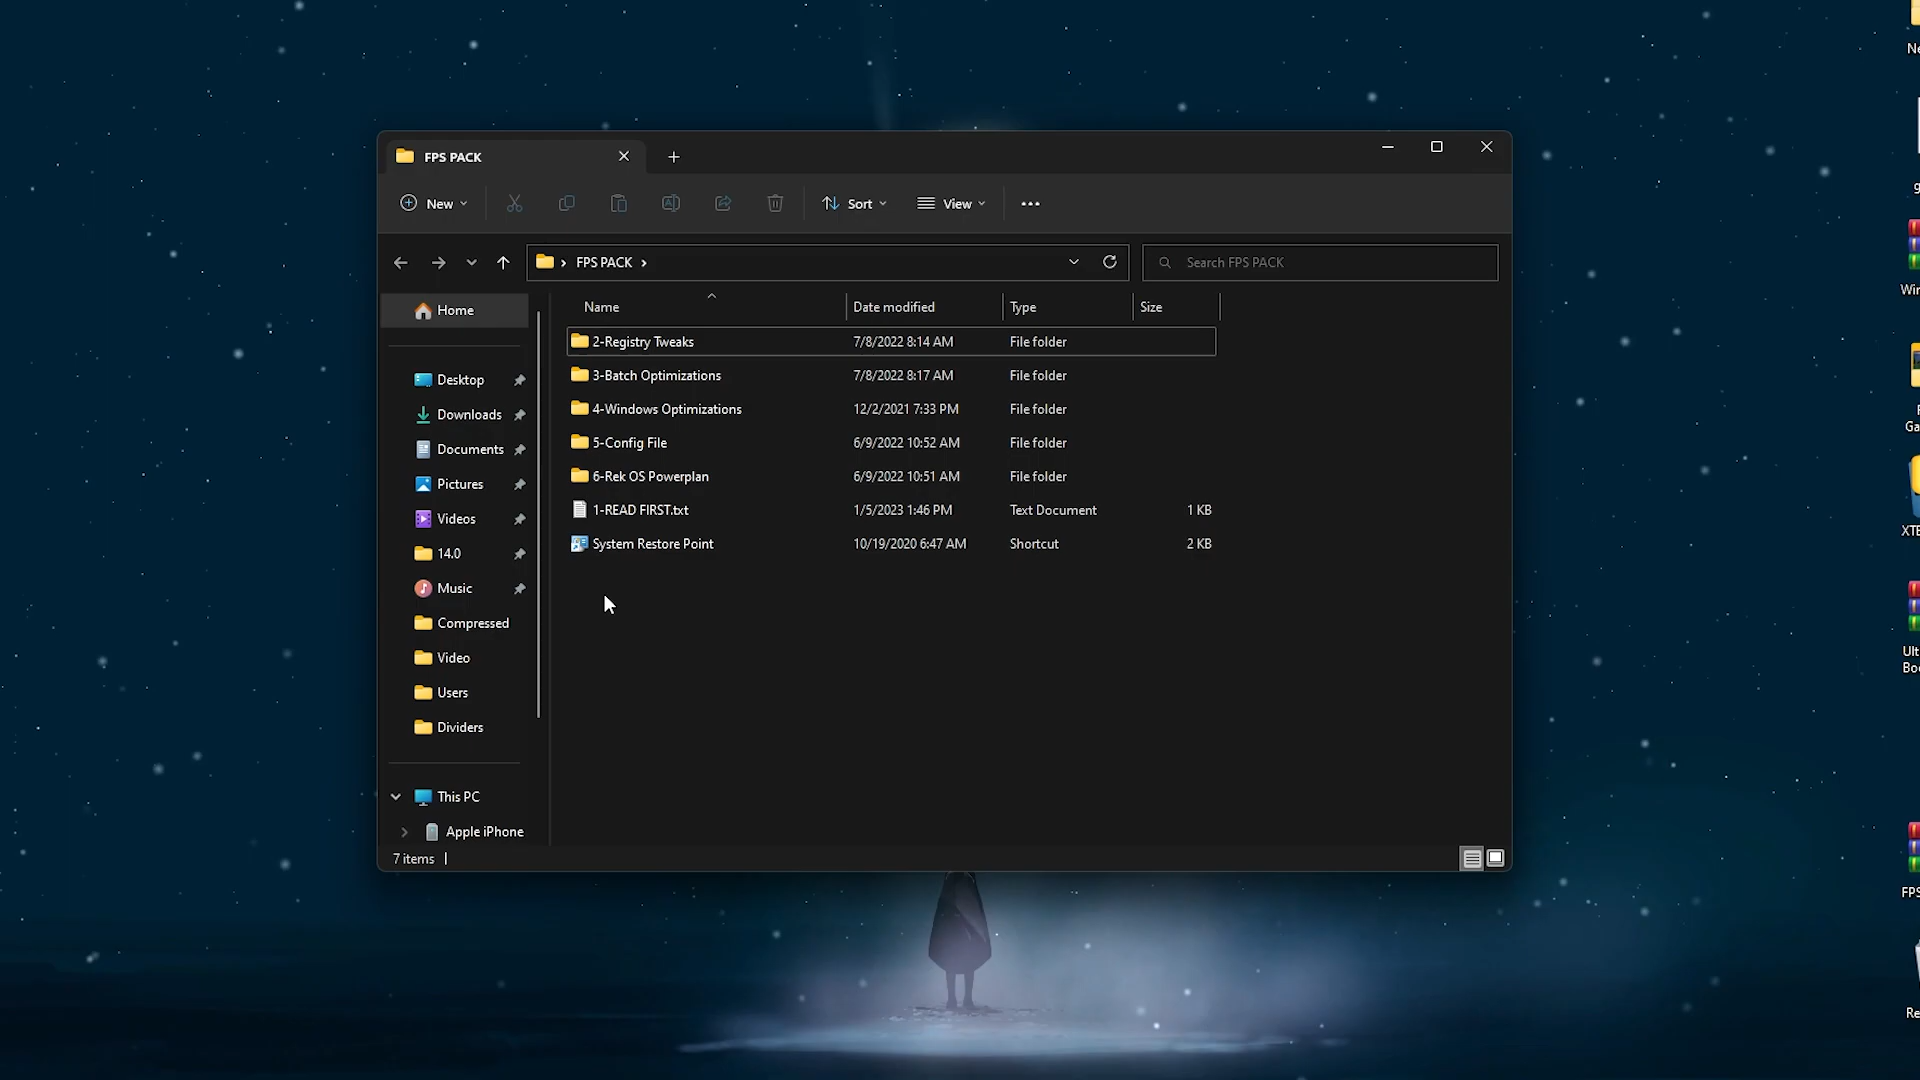 FPS PACK
New
Sort
View
FPS PACK
Search FPS PACK
Home
Desktop
Downloads
Documents
Pictures
Videos
14.0
Music
Compressed
Video
Users
Dividers
This PC
Apple iPhone
Name Date modified Type Size
2-Registry Tweaks 7/8/2022 8:14 AM File folder
3-Batch Optimizations 7/8/2022 8:17 AM File folder
4-Windows Optimizations 12/2/2021 7:33 PM File folder
5-Config File 6/9/2022 10:52 AM File folder
6-Rek OS Powerplan 6/9/2022 10:51 AM File folder
1-READ FIRST.txt 1/5/2023 1:46 PM Text Document 1 KB
System Restore Point 10/19/2020 6:47 AM Shortcut 2 KB
7 items